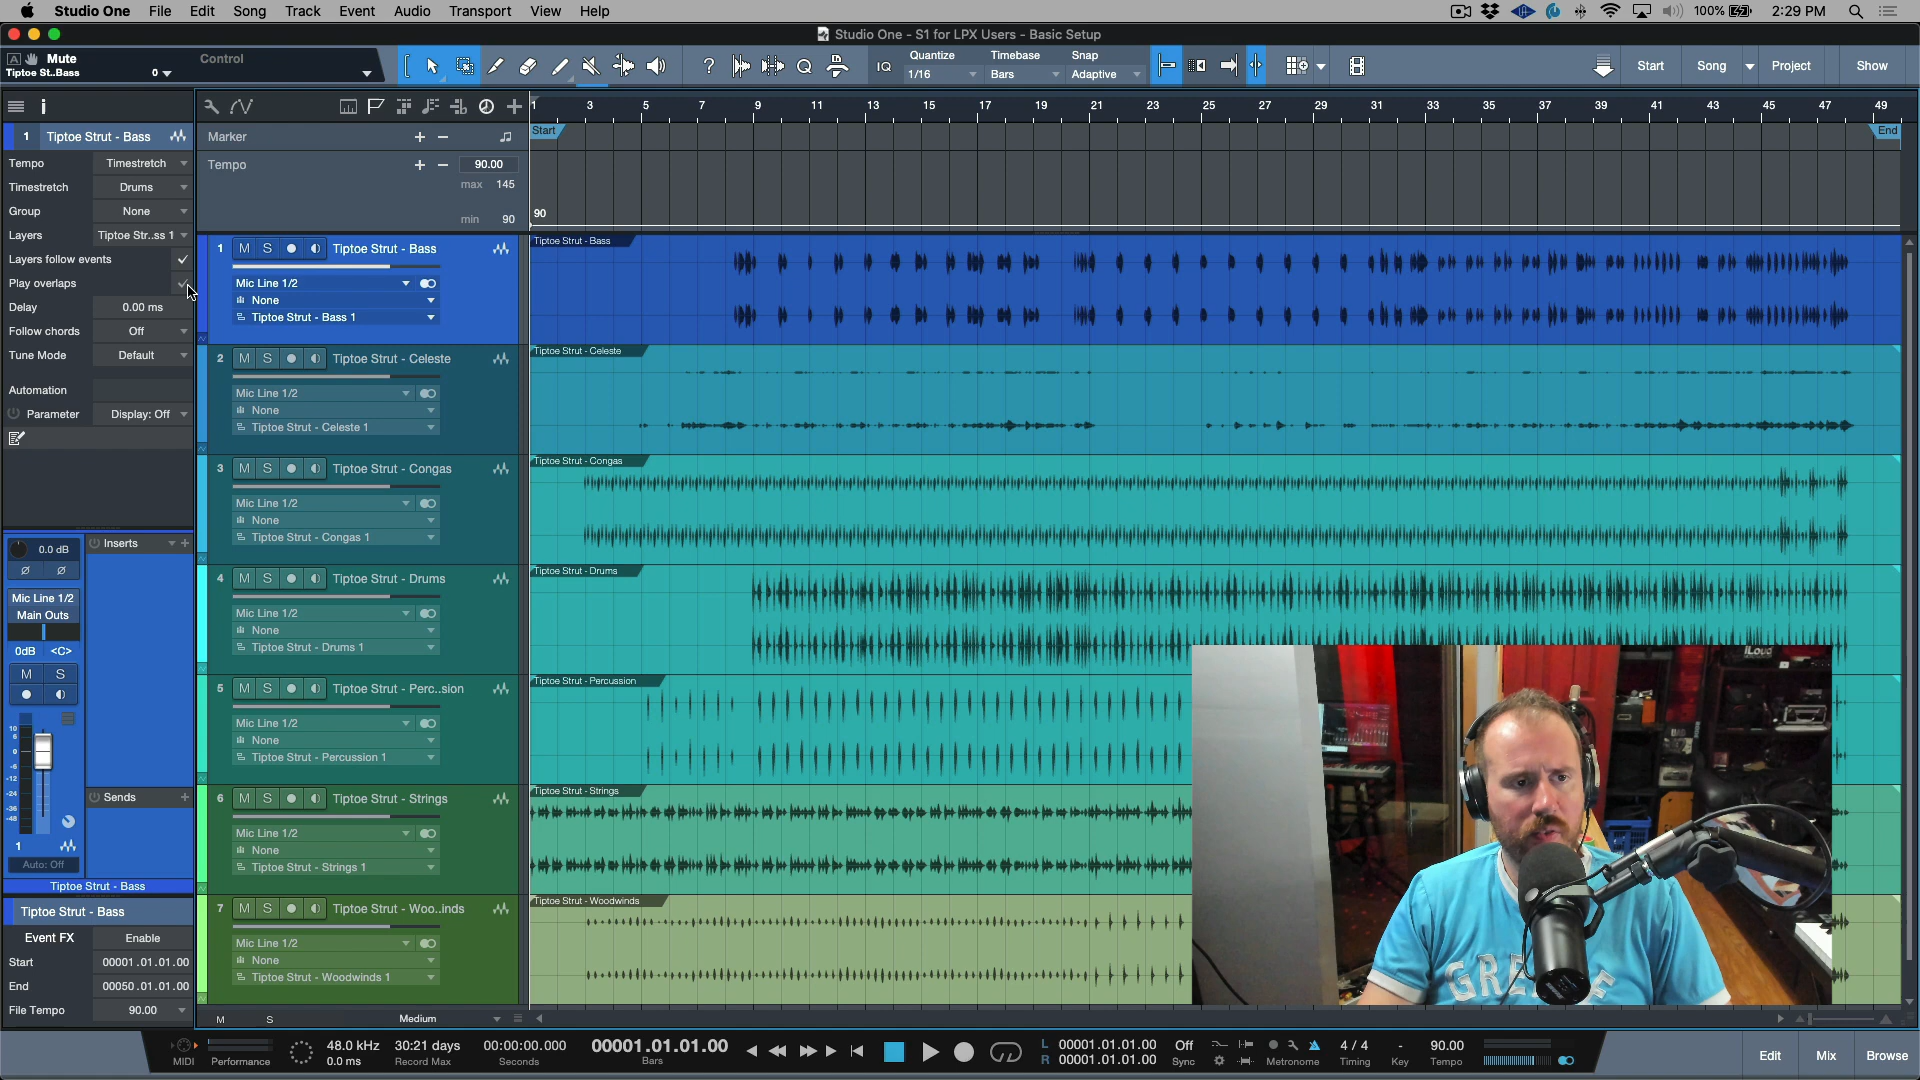 Studio One File Edit Song Track Event Audio Transport View Help
100% 2:29 PM
Studio One - S1 for LPX Users - Basic Setup
A Mute Control
Tiptoe St..Bass 0
IQ Quantize Timebase Snap
1/16 Bars Adaptive
Start Song Project Show
1 3 5 7 9 11 13 15 17 19 21 23 25 27 29 31 33 35 37 39 41 43 45 47 49
1 Tiptoe Strut - Bass
Tempo Timestretch
Timestretch Drums
Group None
Layers Tiptoe Str..ss 1
Layers follow events
Play overlaps
Delay 0.00 ms
Follow chords Off
Tune Mode Default
Automation
Parameter Display: Off
Marker
Start End
Tempo 90.00
max 145
min 90
90
1 M S Tiptoe Strut - Bass
Mic Line 1/2
None
Tiptoe Strut - Bass 1
Tiptoe Strut - Bass
2 M S Tiptoe Strut - Celeste
Mic Line 1/2
None
Tiptoe Strut - Celeste 1
Tiptoe Strut - Celeste
3 M S Tiptoe Strut - Congas
Mic Line 1/2
None
Tiptoe Strut - Congas 1
Tiptoe Strut - Congas
4 M S Tiptoe Strut - Drums
Mic Line 1/2
None
Tiptoe Strut - Drums 1
Tiptoe Strut - Drums
5 M S Tiptoe Strut - Perc..sion
Mic Line 1/2
None
Tiptoe Strut - Percussion 1
Tiptoe Strut - Percussion
6 M S Tiptoe Strut - Strings
Mic Line 1/2
None
Tiptoe Strut - Strings 1
Tiptoe Strut - Strings
7 M S Tiptoe Strut - Woo..inds
Mic Line 1/2
None
Tiptoe Strut - Woodwinds 1
Tiptoe Strut - Woodwinds
0.0 dB Inserts
Mic Line 1/2
Main Outs
0dB <C>
M S
10
6
0
-6
-12
-24
-36
-48
Sends
1
Auto: Off
Tiptoe Strut - Bass
Tiptoe Strut - Bass
Event FX Enable
Start 00001.01.01.00
End 00050.01.01.00
File Tempo 90.00
M S Medium
iLoud
MIDI Performance
48.0 kHz
0.0 ms
30:21 days
Record Max
00:00:00.000
Seconds
00001.01.01.00
Bars
L 00001.01.01.00
R 00001.01.01.00
Off
Sync
Metronome
4 / 4
Timing
-
Key
90.00
Tempo
Edit Mix Browse